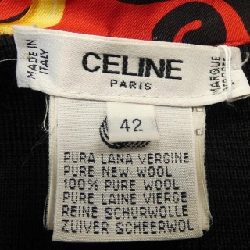 MADE IN
ITALY
CELINE
PARIS
MARQUE
42
PURA LANA VERGINE
PURE NEW WOOL
100% PURE WOOL
PURE LAINE VIERGE
REINE SCHURWOLLE
ZUIVER SCHEERWOL